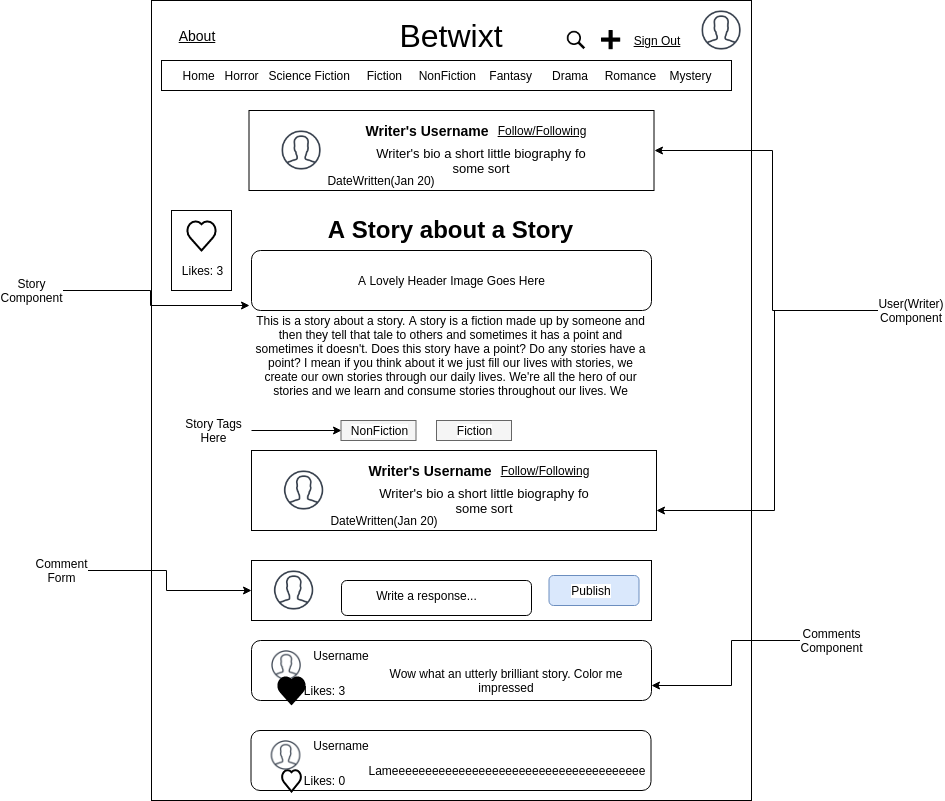 About
Betwixt
Sign Out
Home Horror Science Fiction Fiction NonFiction Fantasy Drama Romance Mystery
Writer's Username Follow/Following
Writer's bio a short little biography fo
some sort
DateWritten(Jan 20)
A Story about a Story
Likes: 3
A Lovely Header Image Goes Here
Story
Component
User(Writer)
Component
This is a story about a story. A story is a fiction made up by someone and
then they tell that tale to others and sometimes it has a point and
sometimes it doesn't. Does this story have a point? Do any stories have a
point? I mean if you think about it we just fill our lives with stories, we
create our own stories through our daily lives. We're all the hero of our
stories and we learn and consume stories throughout our lives. We
Story Tags
Here
NonFiction Fiction
Writer's Username Follow/Following
Writer's bio a short little biography fo
some sort
DateWritten(Jan 20)
Comment
Form
Write a response...
Publish
Comments
Component
Username
Wow what an utterly brilliant story. Color me
impressed
Likes: 3
Username
Lameeeeeeeeeeeeeeeeeeeeeeeeeeeeeeeeeeeeee
Likes: 0